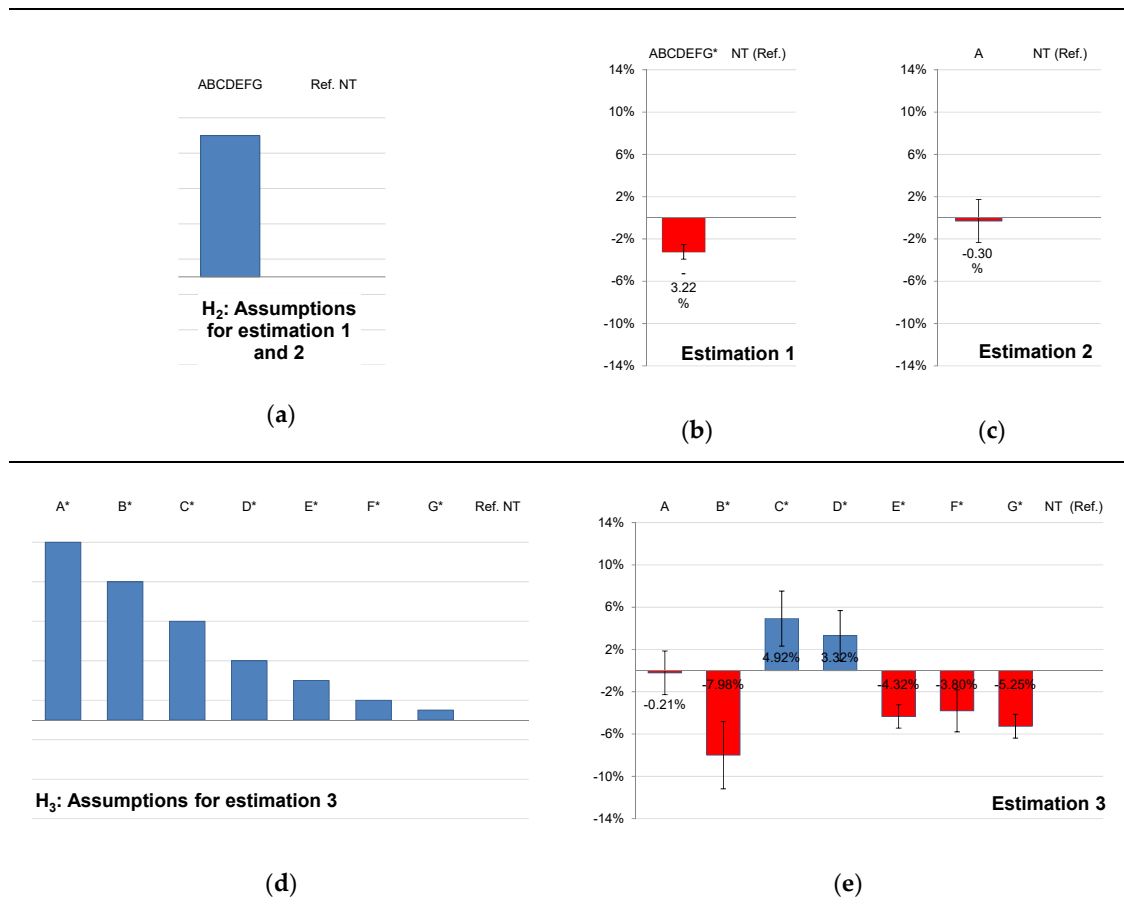 ABCDEFG Ref. NT
H₂: Assumptions
for estimation 1
and 2
(a)
ABCDEFG* NT (Ref.)
14%
10%
6%
2%
-2%
-6%
-10%
-14%
-
3.22
%
Estimation 1
(b)
A NT (Ref.)
14%
10%
6%
2%
-2%
-6%
-10%
-14%
-0.30
%
Estimation 2
(c)
A* B* C* D* E* F* G* Ref. NT
H₃: Assumptions for estimation 3
(d)
A B* C* D* E* F* G* NT (Ref.)
14%
10%
6%
2%
-2%
-6%
-10%
-14%
-0.21% -7.98% 4.92% 3.32% -4.32% -3.80% -5.25%
Estimation 3
(e)